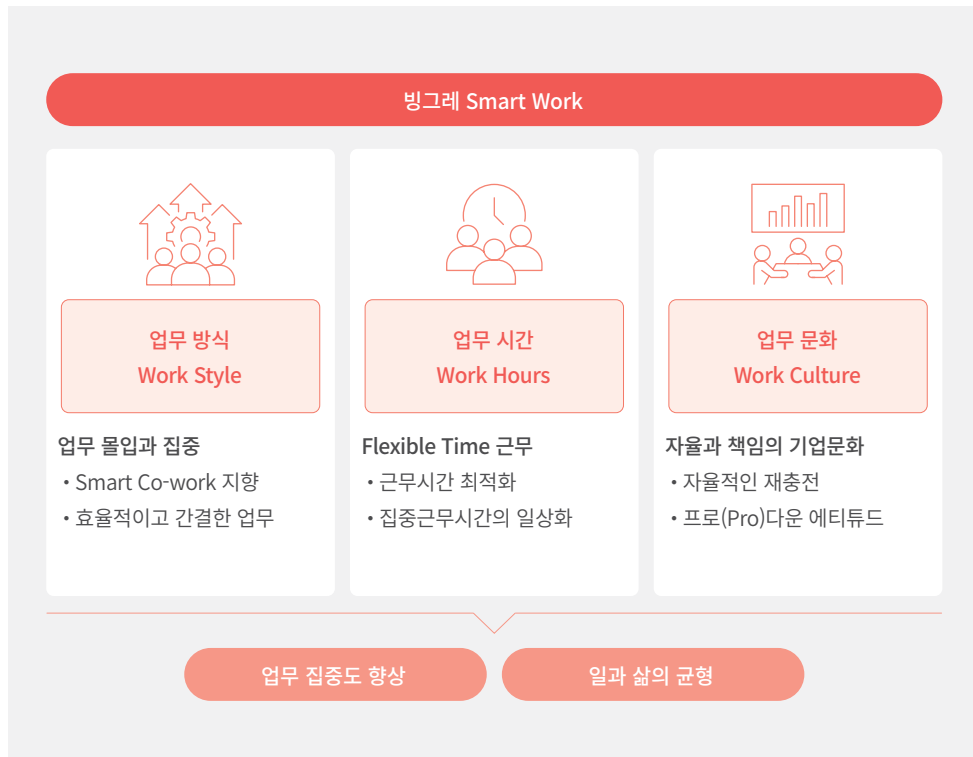 빙그레 Smart Work
업무 방식
Work Style
업무 몰입과 집중
• Smart Co-work 지향
• 효율적이고 간결한 업무
업무 시간
Work Hours
Flexible Time 근무
• 근무시간 최적화
• 집중근무시간의 일상화
업무 문화
Work Culture
자율과 책임의 기업문화
• 자율적인 재충전
• 프로(Pro)다운 에티튜드
업무 집중도 향상
일과 삶의 균형